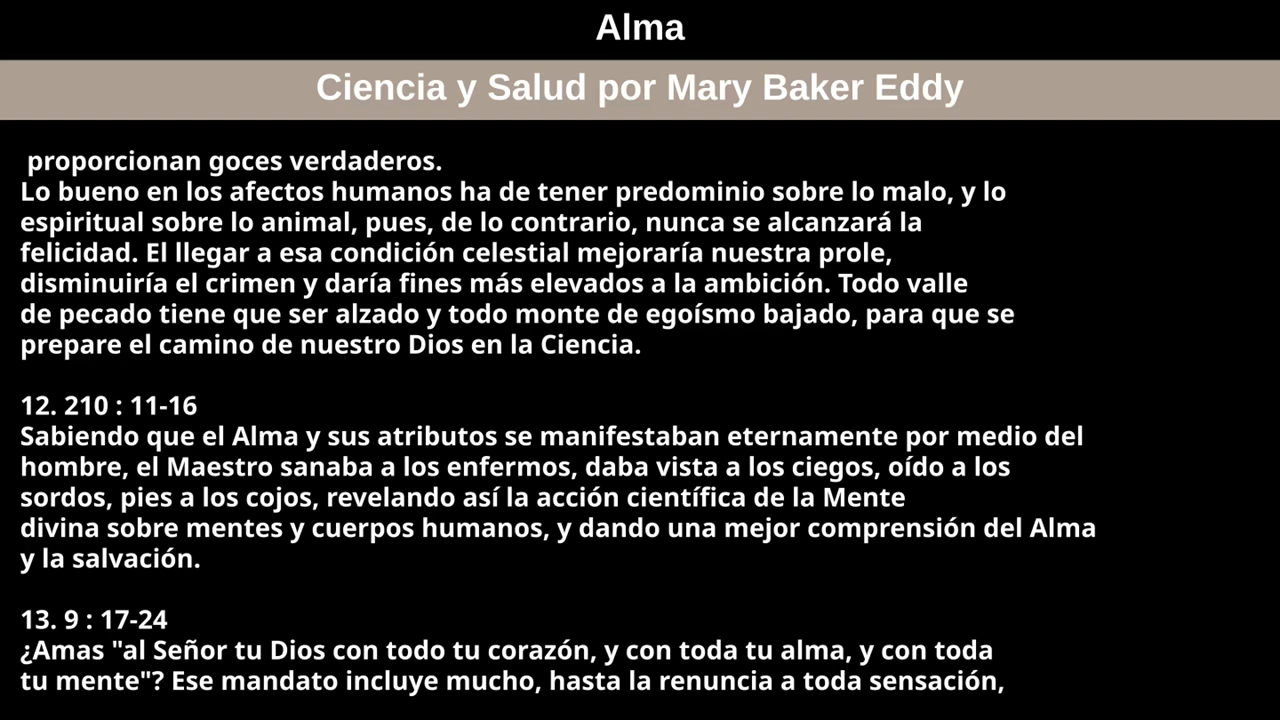 Alma
Ciencia y Salud por Mary Baker Eddy
proporcionan goces verdaderos.
Lo bueno en los afectos humanos ha de tener predominio sobre lo malo, y lo
espiritual sobre lo animal, pues, de lo contrario, nunca se alcanzará la
felicidad. El llegar a esa condición celestial mejoraría nuestra prole,
disminuiría el crimen y daría fines más elevados a la ambición. Todo valle
de pecado tiene que ser alzado y todo monte de egoísmo bajado, para que se
prepare el camino de nuestro Dios en la Ciencia.
12. 210 : 11-16
Sabiendo que el Alma y sus atributos se manifestaban eternamente por medio del
hombre, el Maestro sanaba a los enfermos, daba vista a los ciegos, oído a los
sordos, pies a los cojos, revelando así la acción científica de la Mente
divina sobre mentes y cuerpos humanos, y dando una mejor comprensión del Alma
y la salvación.
13. 9 : 17-24
¿Amas "al Señor tu Dios con todo tu corazón, y con toda tu alma, y con toda
tu mente"? Ese mandato incluye mucho, hasta la renuncia a toda sensación,